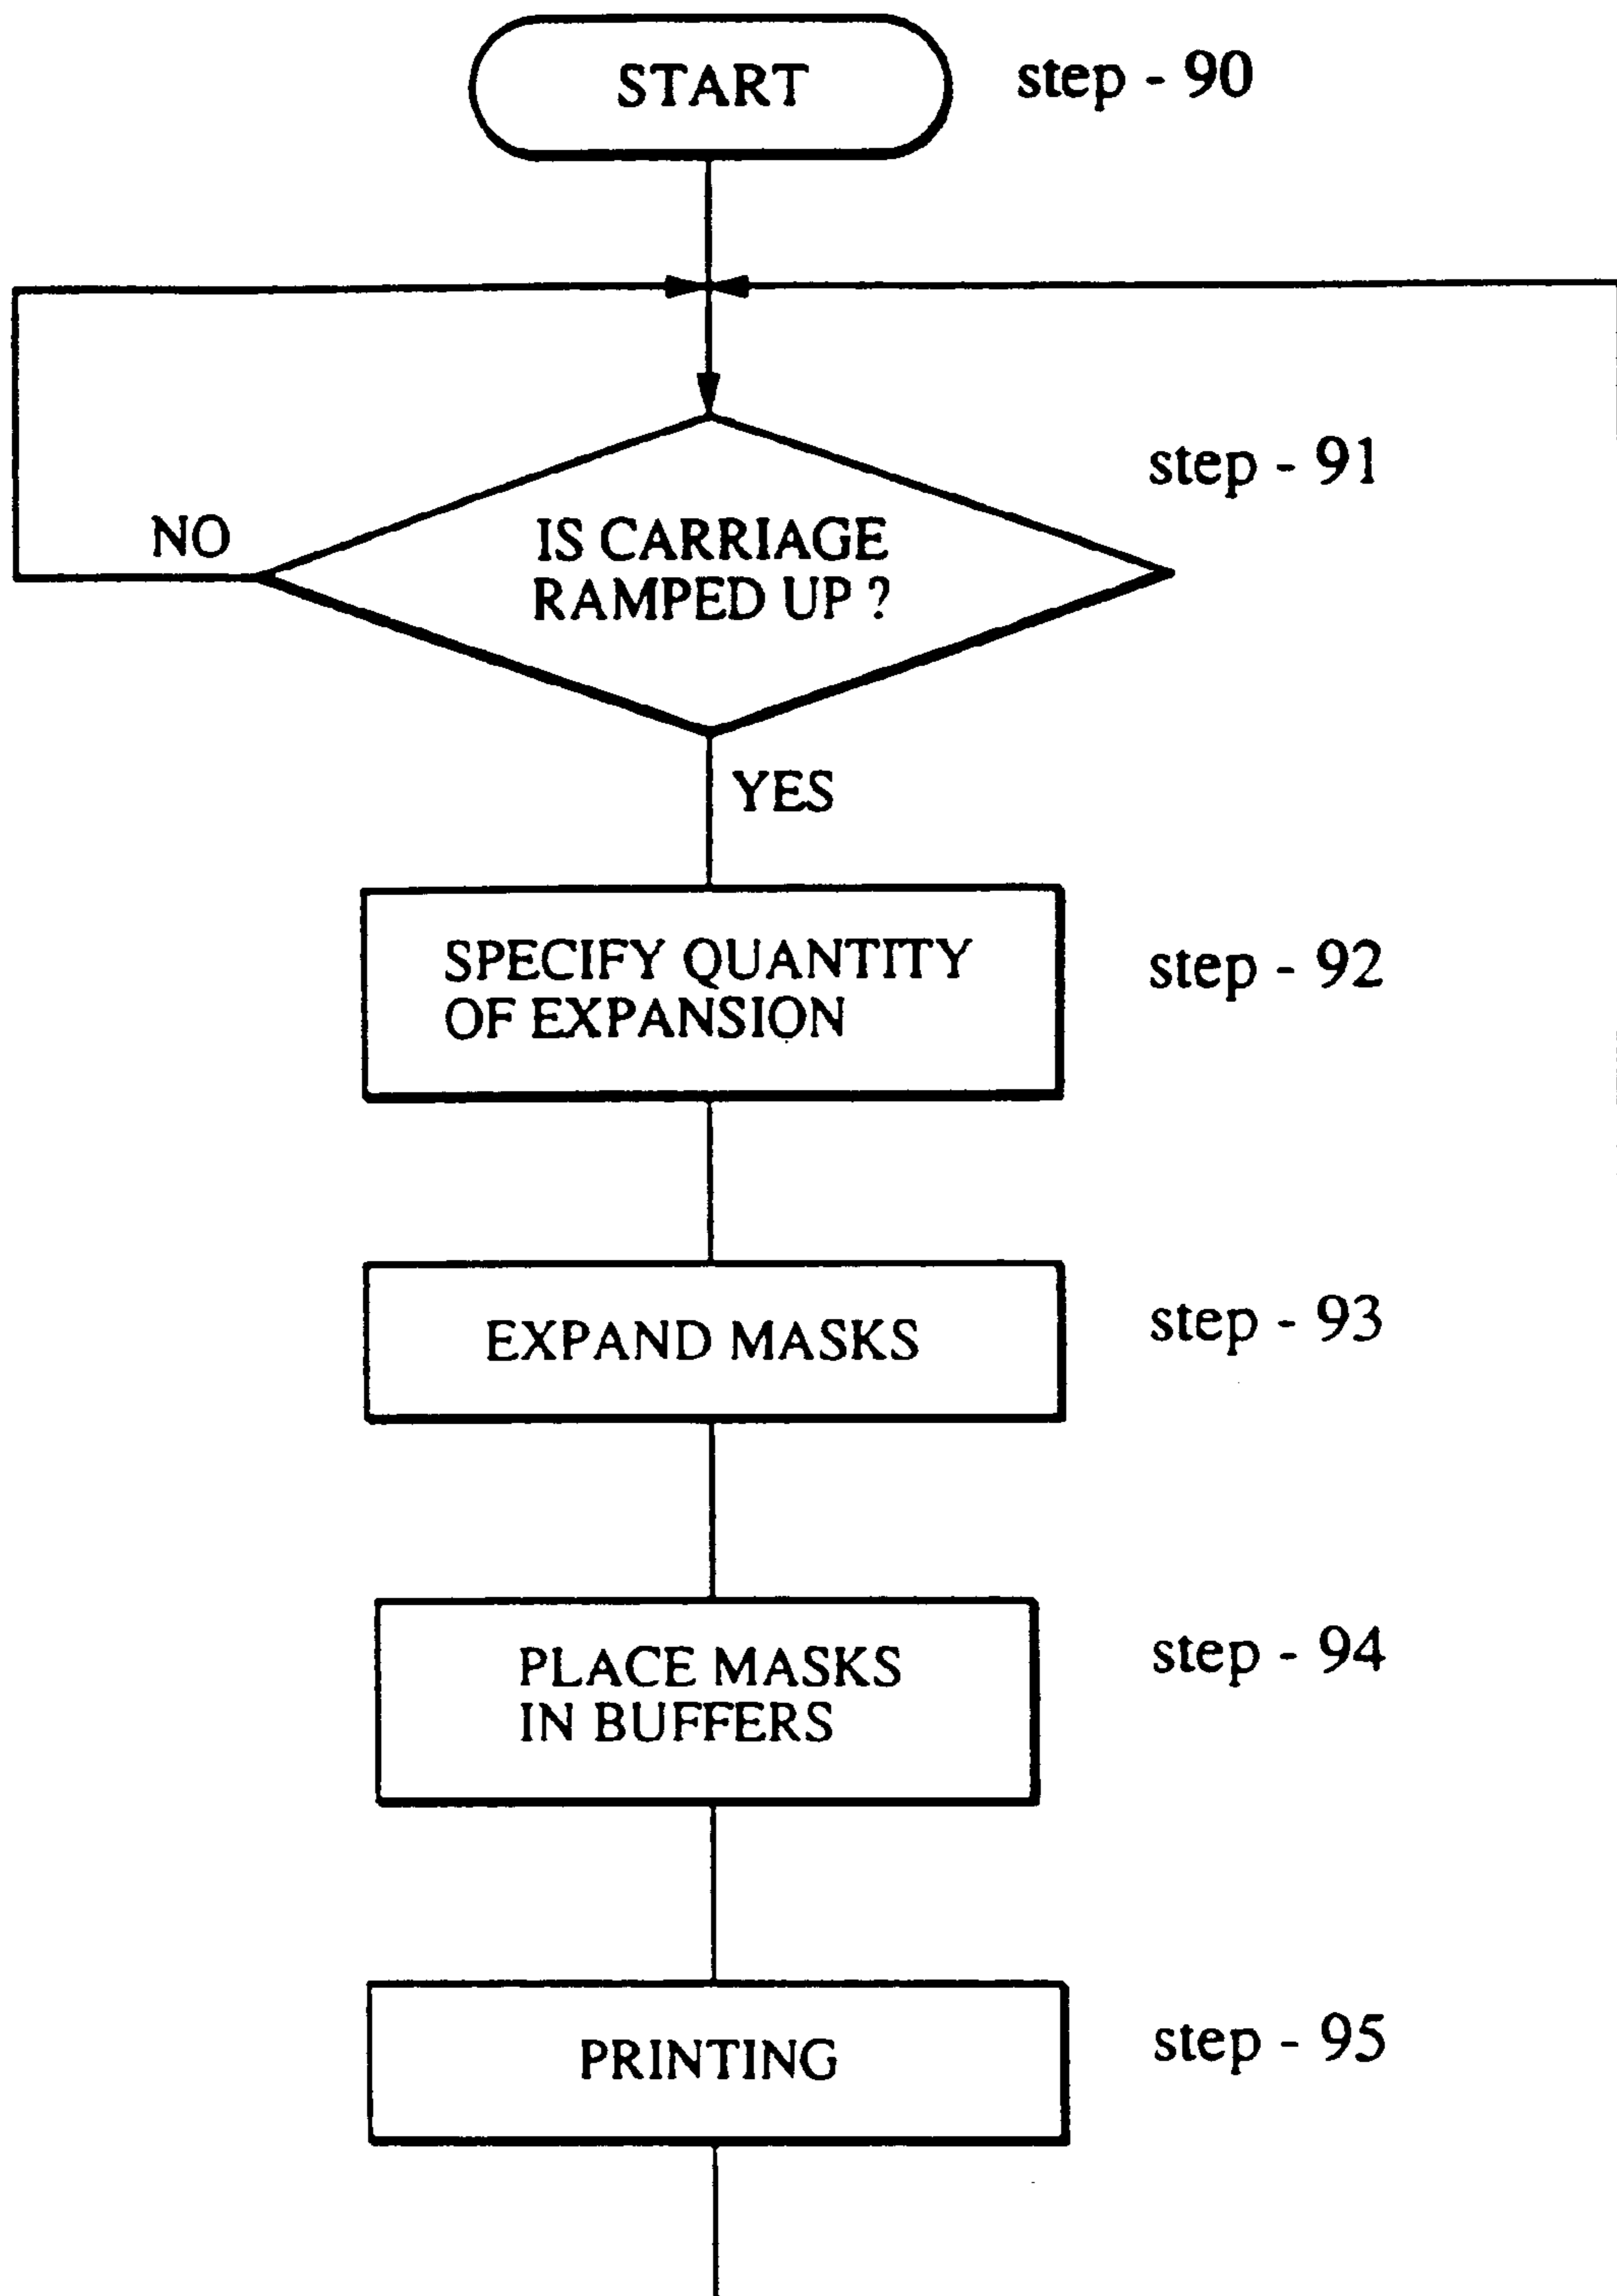 START
step - 90
step - 91
NO
IS CARRIAGE
RAMPED UP ?
YES
SPECIFY QUANTITY
OF EXPANSION
step - 92
EXPAND MASKS
step - 93
PLACE MASKS
IN BUFFERS
step - 94
PRINTING
step - 95